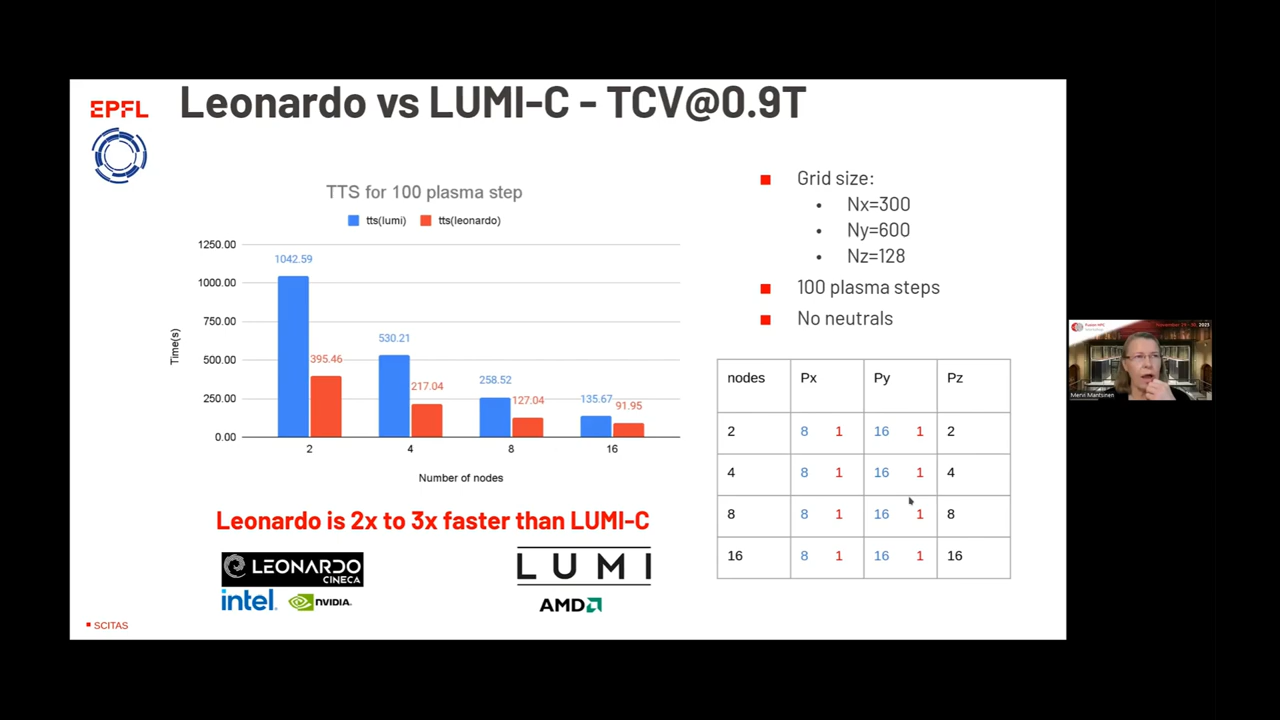 EPFL
Leonardo vs LUMI-C - TCV@0.9T
TTS for 100 plasma step
tts(lumi) tts(leonardo)
Time(s)
1250.00
1000.00
750.00
500.00
250.00
0.00
1042.59
395.46
530.21
217.04
258.52
127.04
135.67
91.95
2 4 8 16
Number of nodes
Leonardo is 2x to 3x faster than LUMI-C
LEONARDO
CINECA
intel.
NVIDIA.
LUMI
AMD
SCITAS
Grid size:
Nx=300
Ny=600
Nz=128
100 plasma steps
No neutrals
nodes Px Py Pz
2 8 1 16 1 2
4 8 1 16 1 4
8 8 1 16 1 8
16 8 1 16 1 16
Mervi Mantsinen